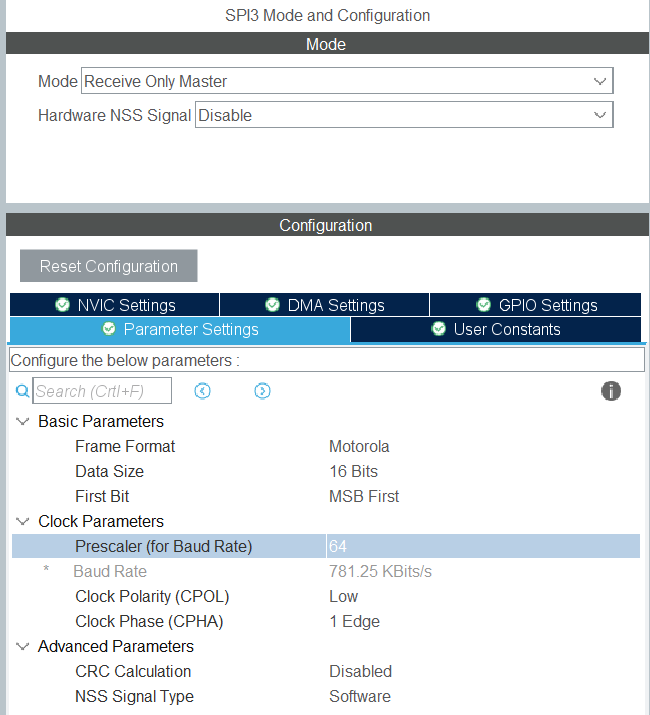 SPI3 Mode and Configuration
Mode
Mode Receive Only Master
Hardware NSS Signal Disable
Configuration
Reset Configuration
NVIC Settings DMA Settings GPIO Settings
Parameter Settings User Constants
Configure the below parameters :
Search (Crtl+F)
Basic Parameters
Frame Format Motorola
Data Size 16 Bits
First Bit MSB First
Clock Parameters
Prescaler (for Baud Rate) 64
* Baud Rate 781.25 KBits/s
Clock Polarity (CPOL) Low
Clock Phase (CPHA) 1 Edge
Advanced Parameters
CRC Calculation Disabled
NSS Signal Type Software